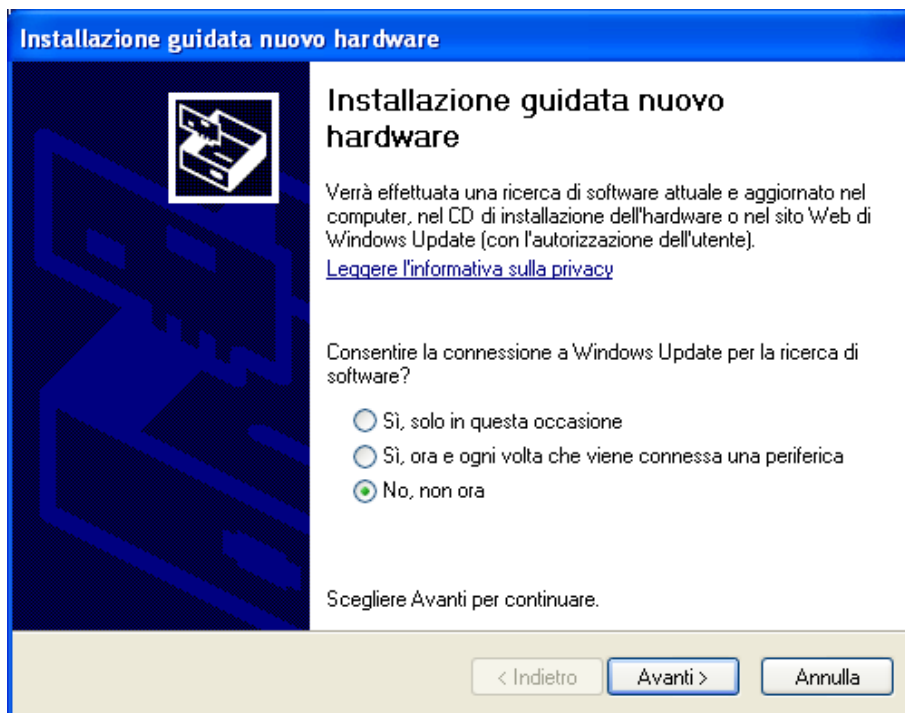 Installazione guidata nuovo hardware
Installazione guidata nuovo
hardware
Verrà effettuata una ricerca di software attuale e aggiornato nel
computer, nel CD di installazione dell'hardware o nel sito Web di
Windows Update (con l'autorizzazione dell'utente).
Leggere l'informativa sulla privacy
Consentire la connessione a Windows Update per la ricerca di
software?
Sì, solo in questa occasione
Sì, ora e ogni volta che viene connessa una periferica
No, non ora
Scegliere Avanti per continuare.
< Indietro Avanti > Annulla